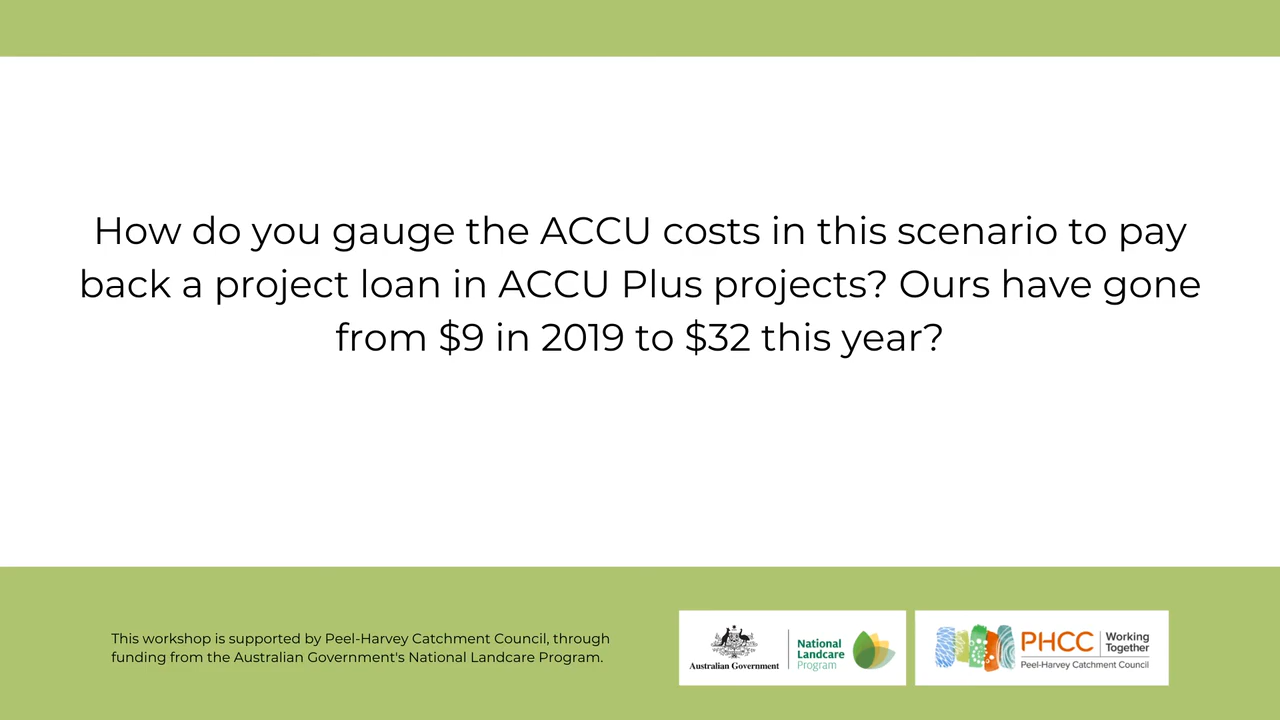 How do you gauge the ACCU costs in this scenario to pay
back a project loan in ACCU Plus projects? Ours have gone
from $9 in 2019 to $32 this year?
This workshop is supported by Peel-Harvey Catchment Council, through
funding from the Australian Government's National Landcare Program.
Australian Government
National
Landcare
Program
PHCC
Working
Together
Peel-Harvey Catchment Council